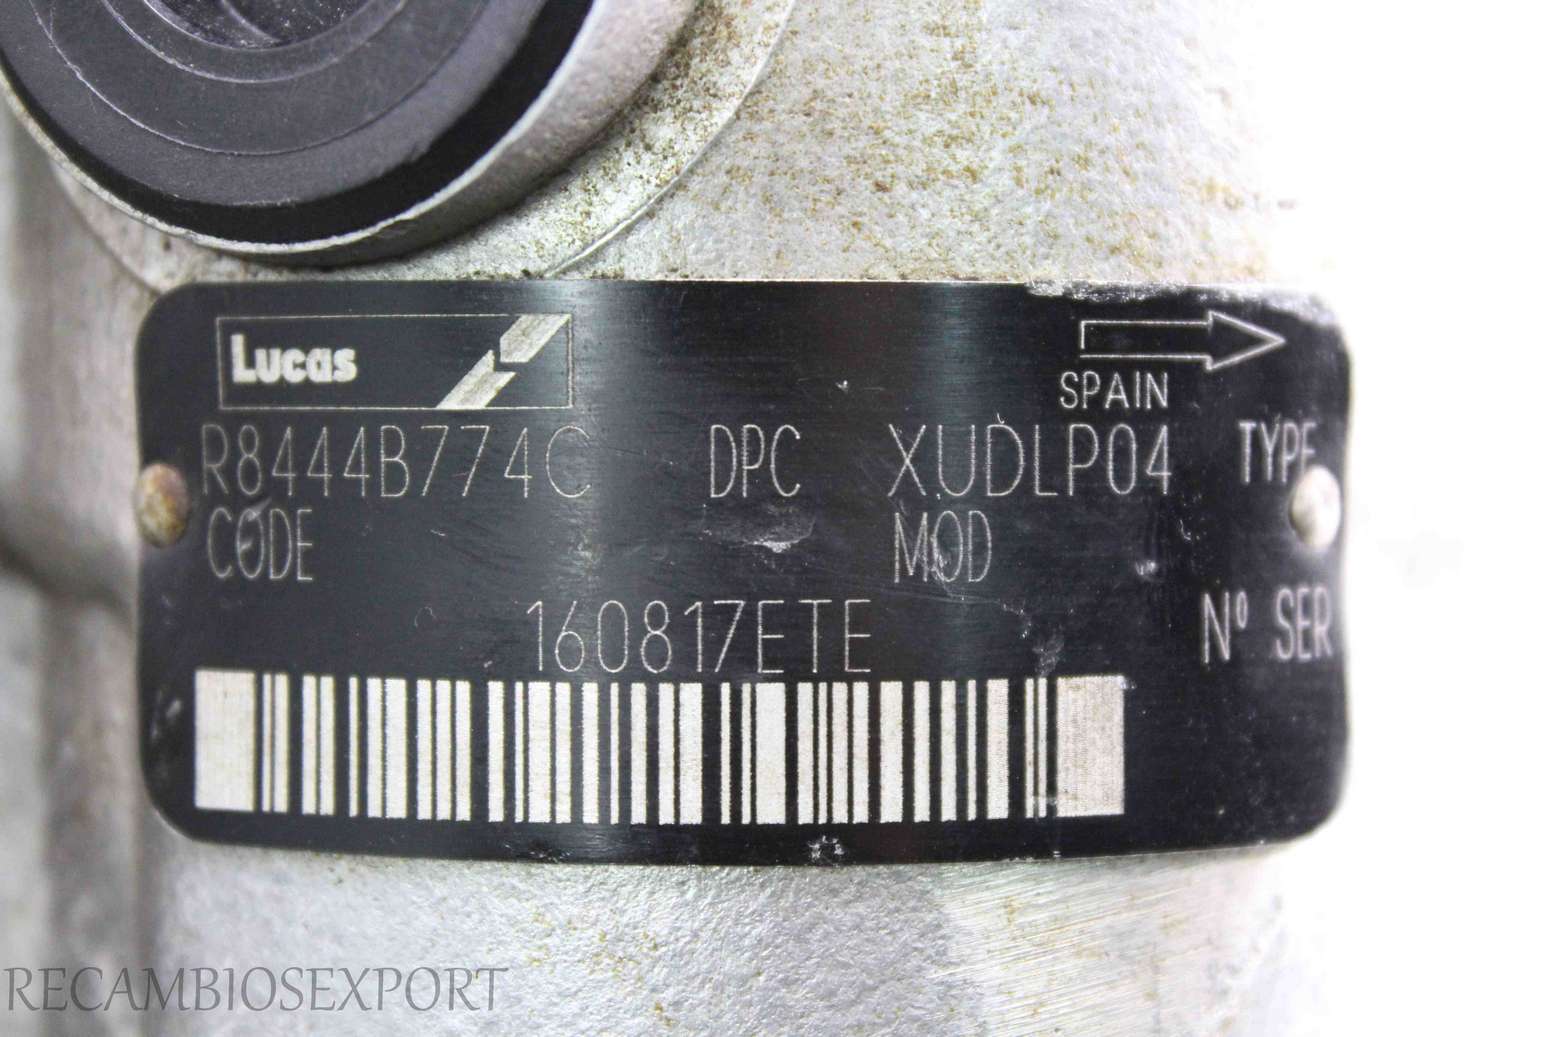 Lucas
SPAIN
R8444B774C DPC XUDLP04 TYPE
CODE MOD
160817ETE Nº SER
RECAMBIOSEXPORT